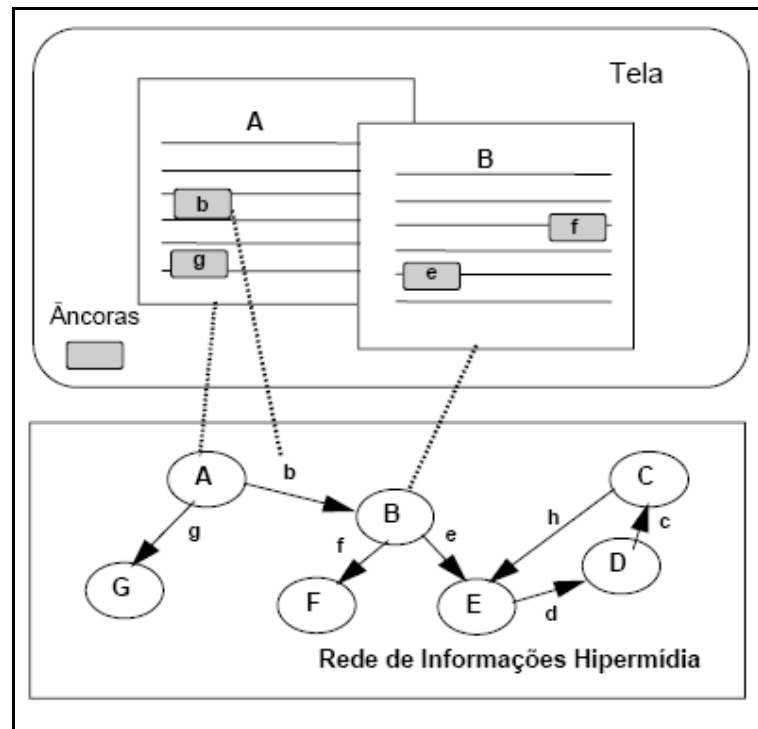 Tela
A
B
b
f
g
e
Âncoras
A
b
C
B
h
c
g
f
e
D
G
F
E
d
Rede de Informações Hipermídia